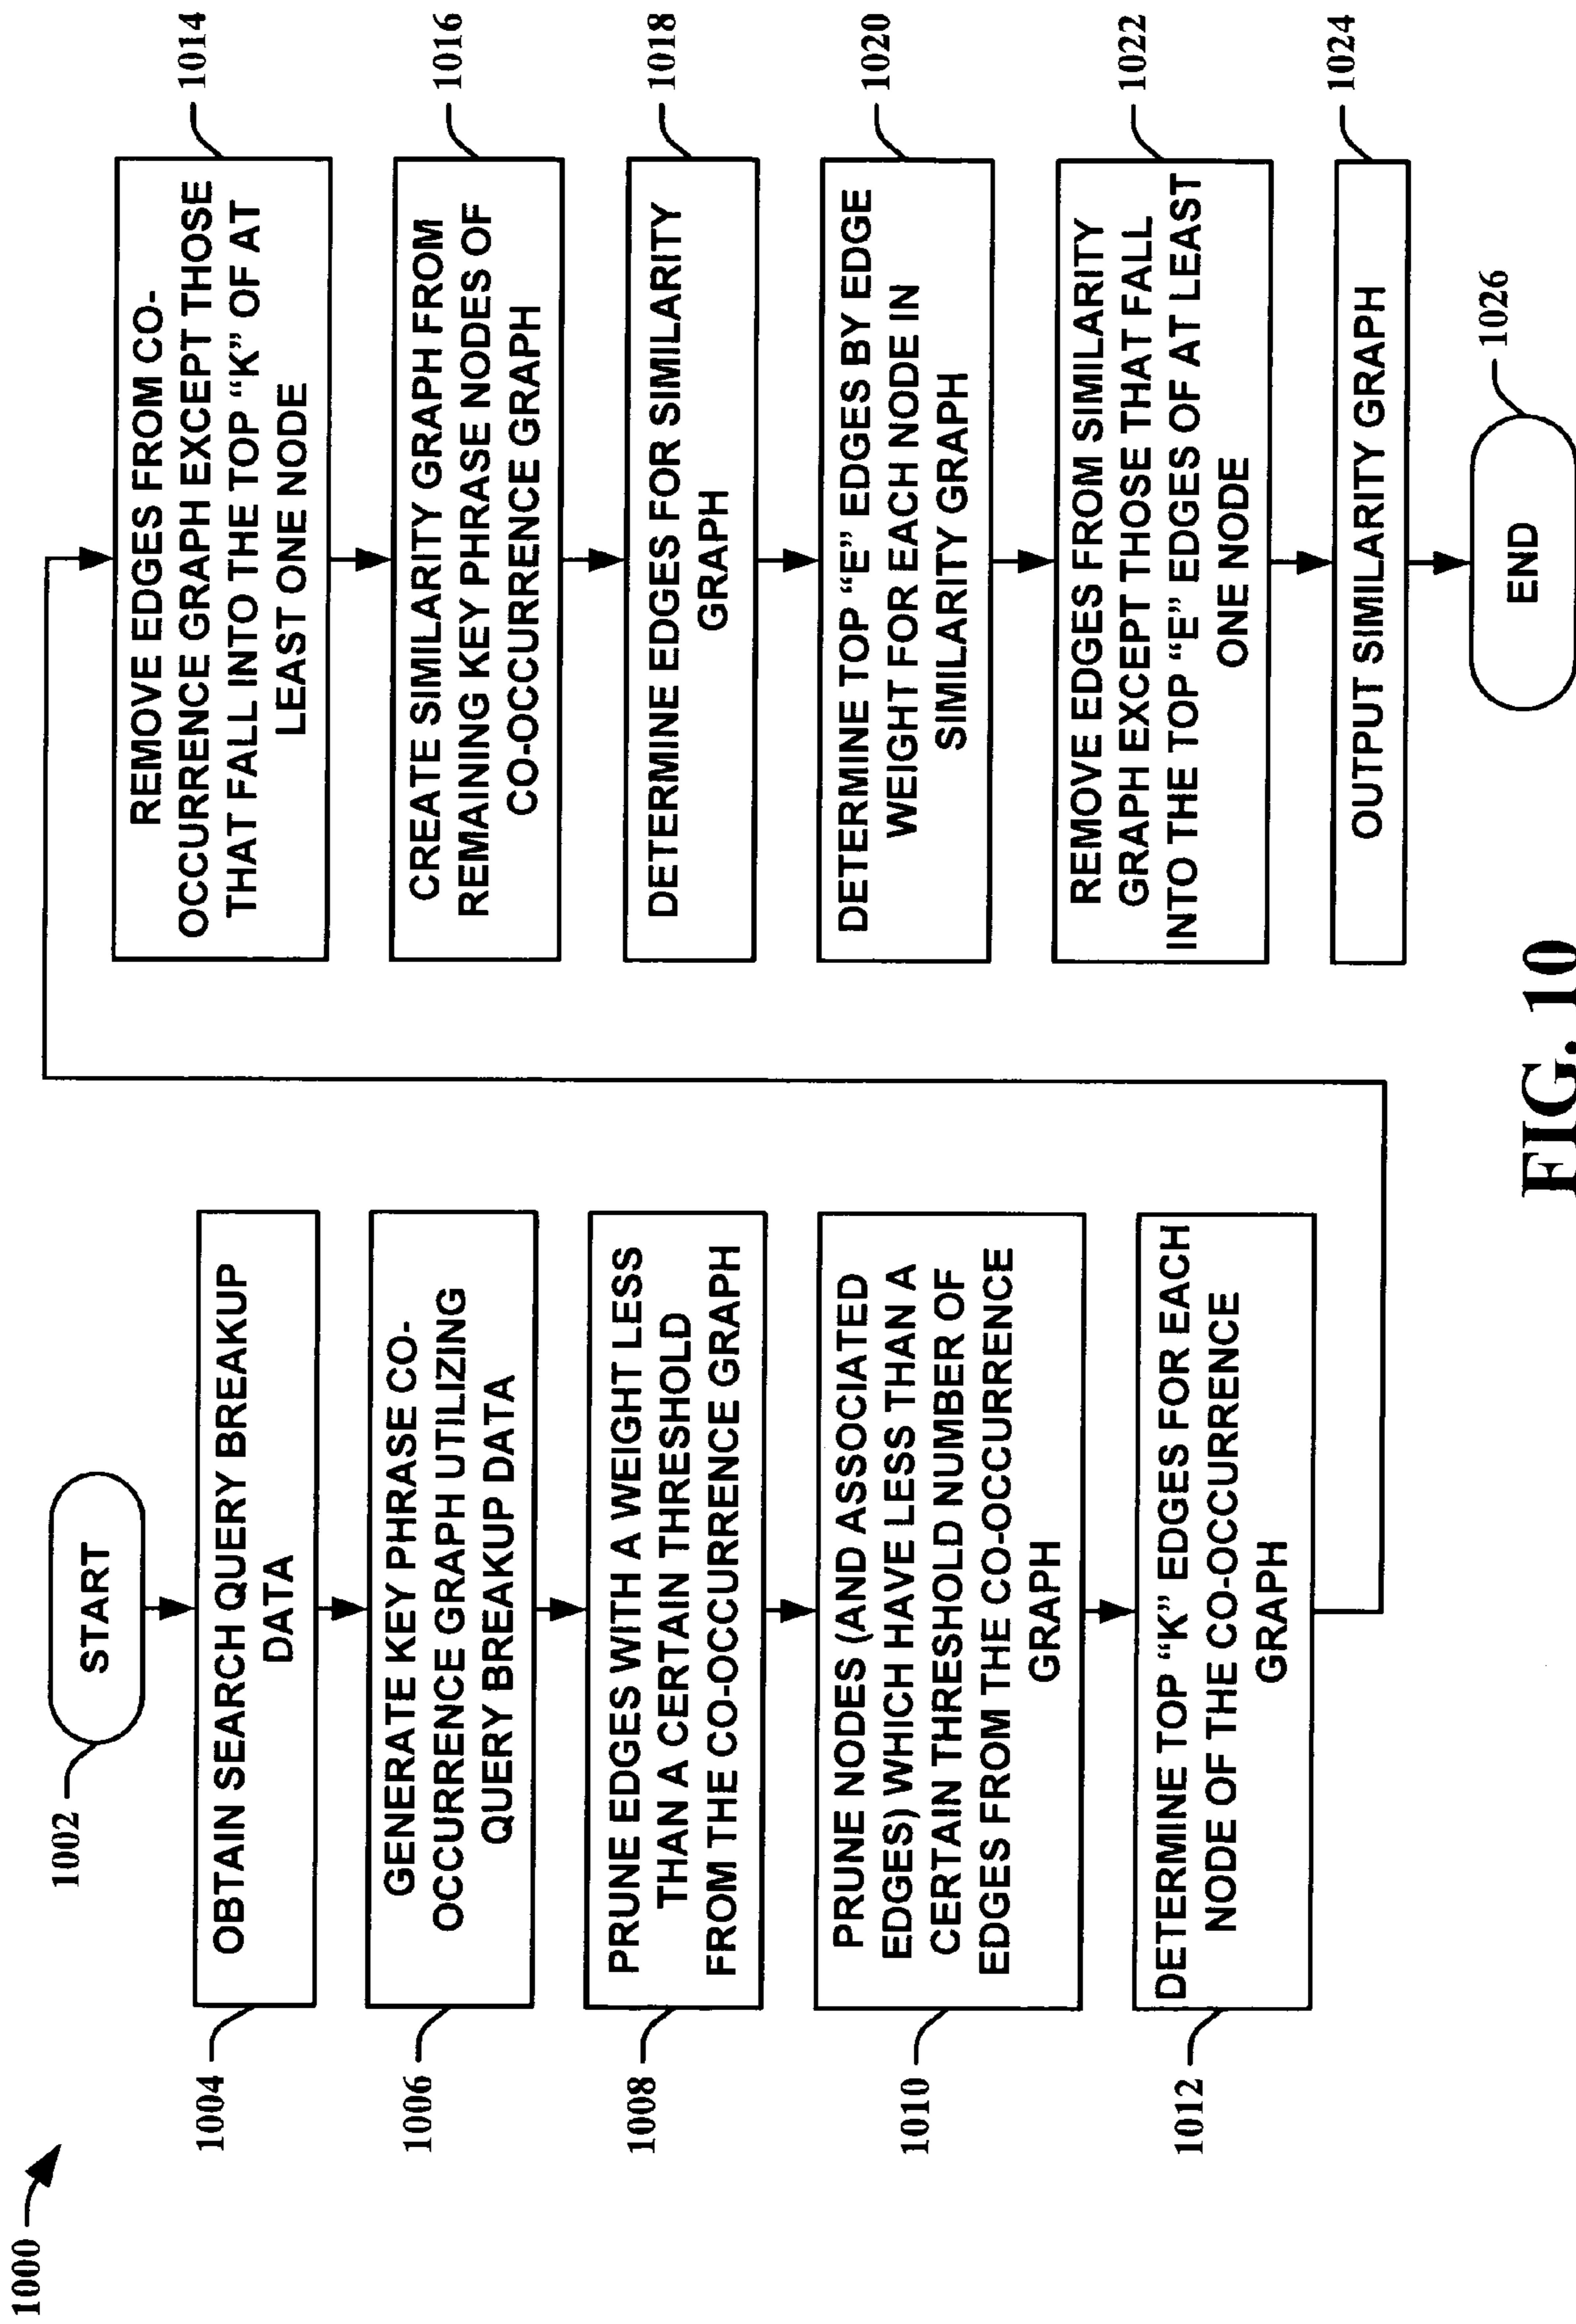 1000
START
1002
OBTAIN SEARCH QUERY BREAKUP
DATA
1004
GENERATE KEY PHRASE CO-
OCCURRENCE GRAPH UTILIZING
QUERY BREAKUP DATA
1006
PRUNE EDGES WITH A WEIGHT LESS
THAN A CERTAIN THRESHOLD
FROM THE CO-OCCURRENCE GRAPH
1008
PRUNE NODES (AND ASSOCIATED
EDGES) WHICH HAVE LESS THAN A
CERTAIN THRESHOLD NUMBER OF
EDGES FROM THE CO-OCCURRENCE
GRAPH
1010
DETERMINE TOP “K” EDGES FOR EACH
NODE OF THE CO-OCCURRENCE
GRAPH
1012
REMOVE EDGES FROM CO-
OCCURRENCE GRAPH EXCEPT THOSE
THAT FALL INTO THE TOP “K” OF AT
LEAST ONE NODE
1014
CREATE SIMILARITY GRAPH FROM
REMAINING KEY PHRASE NODES OF
CO-OCCURRENCE GRAPH
1016
DETERMINE EDGES FOR SIMILARITY
GRAPH
1018
DETERMINE TOP “E” EDGES BY EDGE
WEIGHT FOR EACH NODE IN
SIMILARITY GRAPH
1020
REMOVE EDGES FROM SIMILARITY
GRAPH EXCEPT THOSE THAT FALL
INTO THE TOP “E” EDGES OF AT LEAST
ONE NODE
1022
OUTPUT SIMILARITY GRAPH
1024
END
1026
FIG. 10